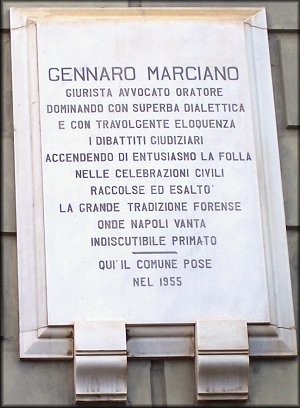 GENNARO MARCIANO
GIURISTA AVVOCATO ORATORE
DOMINANDO CON SUPERBA DIALETTICA
E CON TRAVOLGENTE ELOQUENZA
I DIBATTITI GIUDIZIARI
ACCENDENDO DI ENTUSIASMO LA FOLLA
NELLE CELEBRAZIONI CIVILI
RACCOLSE ED ESALTO'
LA GRANDE TRADIZIONE FORENSE
ONDE NAPOLI VANTA
INDISCUTIBILE PRIMATO
QUI' IL COMUNE POSE
NEL 1955